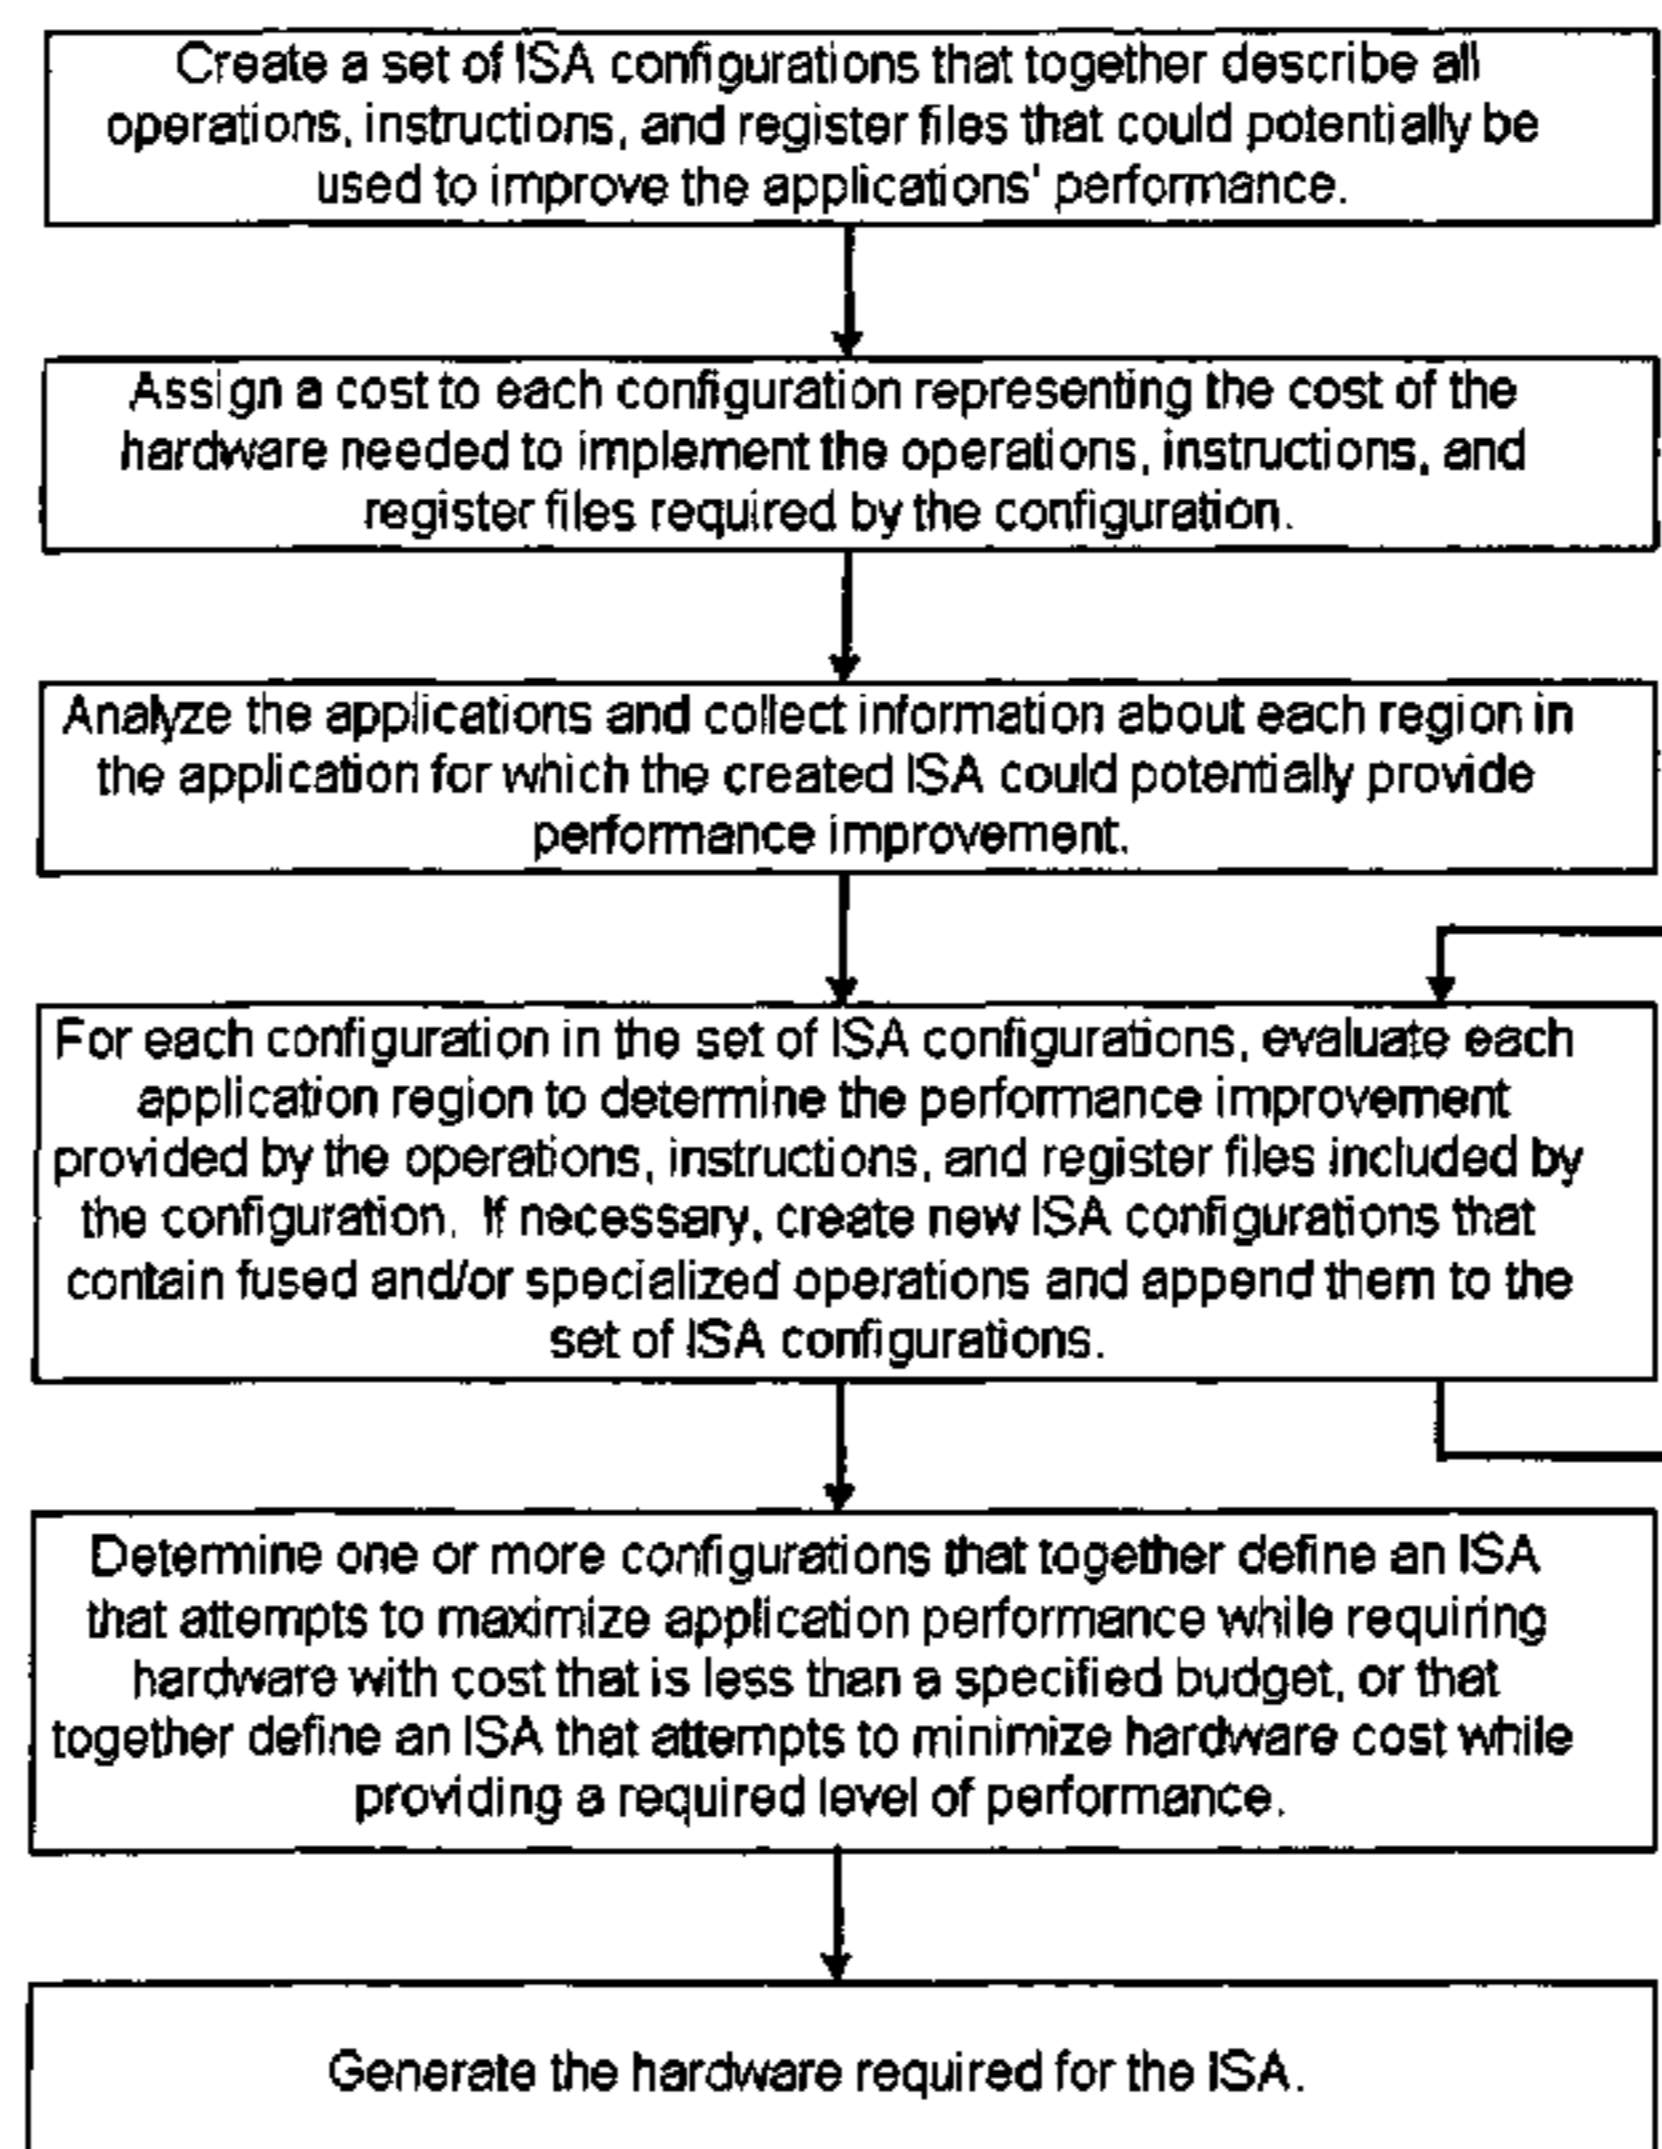 Create a set of ISA configurations that together describe all
operations, instructions, and register files that could potentially be
used to improve the applications' performance.
Assign a cost to each configuration representing the cost of the
hardware needed to implement the operations, instructions, and
register files required by the configuration.
Analyze the applications and collect information about each region in
the application for which the created ISA could potentially provide
performance improvement.
For each configuration in the set of ISA configurations, evaluate each
application region to determine the performance improvement
provided by the operations, instructions, and register files included by
the configuration. If necessary, create new ISA configurations that
contain fused and/or specialized operations and append them to the
set of ISA configurations.
Determine one or more configurations that together define an ISA
that attempts to maximize application performance while requiring
hardware with cost that is less than a specified budget, or that
together define an ISA that attempts to minimize hardware cost while
providing a required level of performance.
Generate the hardware required for the ISA.